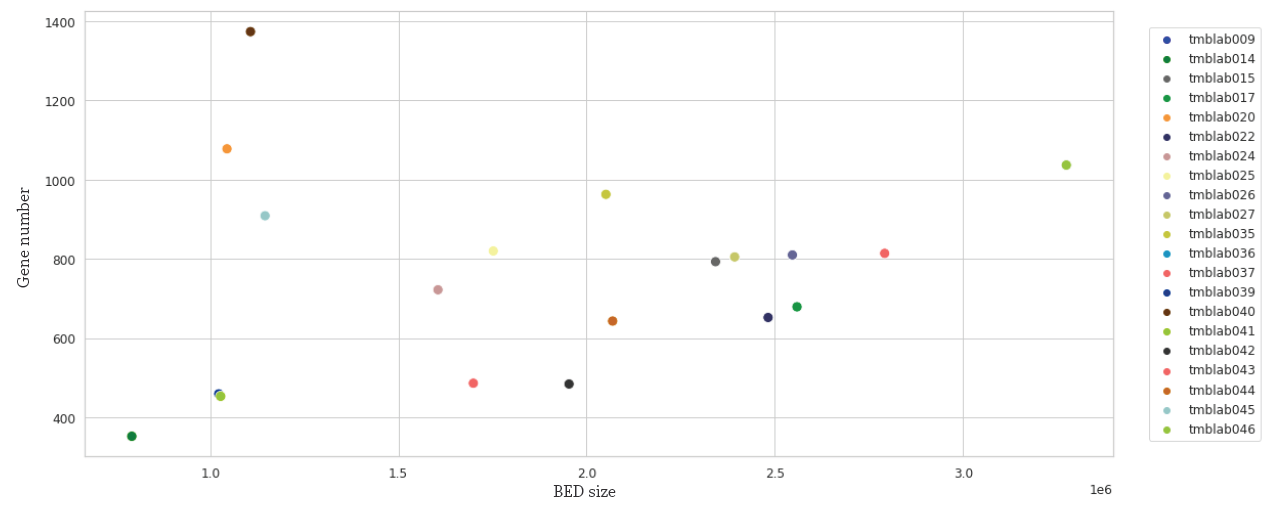 1400
1200
1000
800
600
400
Gene number
1.0 1.5 2.0 2.5 3.0
1e6
BED size
tmblab009
tmblab014
tmblab015
tmblab017
tmblab020
tmblab022
tmblab024
tmblab025
tmblab026
tmblab027
tmblab035
tmblab036
tmblab037
tmblab039
tmblab040
tmblab041
tmblab042
tmblab043
tmblab044
tmblab045
tmblab046